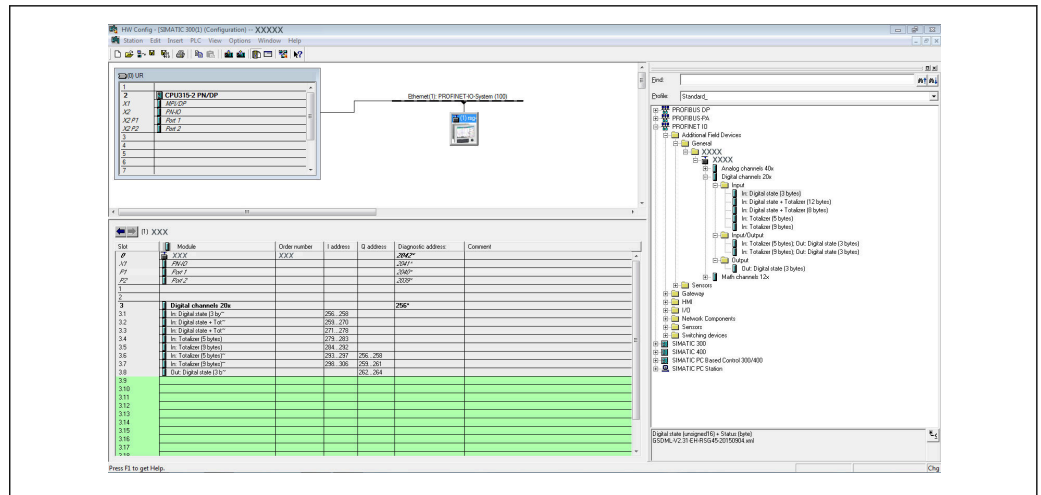 HW Config - [SIMATIC 300(1) (Configuration) -- XXXXX]
Station Edit Insert PLC View Options Window Help
(0) UR
1
2 CPU315-2 PN/DP
X1 MPI/DP
X2 PN-IO
X2 P1 Port 1
X2 P2 Port 2
3
4
5
6
7
Ethernet(1): PROFINET-IO-System (100)
Find:
Profile: Standard_
PROFIBUS DP
PROFIBUS-PA
PROFINET IO
Additional Field Devices
General
XXXX
XXXX
Analog channels 40x
Digital channels 20x
Input
In: Digital state (3 bytes)
In: Digital state + Totalizer (12 bytes)
In: Digital state + Totalizer (8 bytes)
In: Totalizer (5 bytes)
In: Totalizer (9 bytes)
Input/Output
In: Totalizer (5 bytes); Out: Digital state (3 bytes)
In: Totalizer (9 bytes); Out: Digital state (3 bytes)
Output
Out: Digital state (3 bytes)
Math channels 12x
Sensors
Gateway
HMI
I/O
Network Components
Sensors
Switching devices
SIMATIC 300
SIMATIC 400
SIMATIC PC Based Control 300/400
SIMATIC PC Station
(1) XXX
Slot Module Order number I address Q address Diagnostic address: Comment
0 XXX XXX 2042*
X1 PN-IO 2041*
P1 Port 1 2040*
P2 Port 2 2039*
1
2
3 Digital channels 20x 256*
3.1 In: Digital state (3 by~ 256...258
3.2 In: Digital state + Tot~ 259...270
3.3 In: Digital state + Tot~ 271...278
3.4 In: Totalizer (5 bytes) 279...283
3.5 In: Totalizer (9 bytes) 284...292
3.6 In: Totalizer (5 bytes)~ 293...297 256...258
3.7 In: Totalizer (9 bytes)~ 298...306 259...261
3.8 Out: Digital state (3 b~ 262...264
3.9
3.10
3.11
3.12
3.13
3.14
3.15
3.16
3.17
Digital state (unsigned16) + Status (byte)
GSDML-V2.31-EH-RSG45-20150904.xml
Press F1 to get Help.
Chg